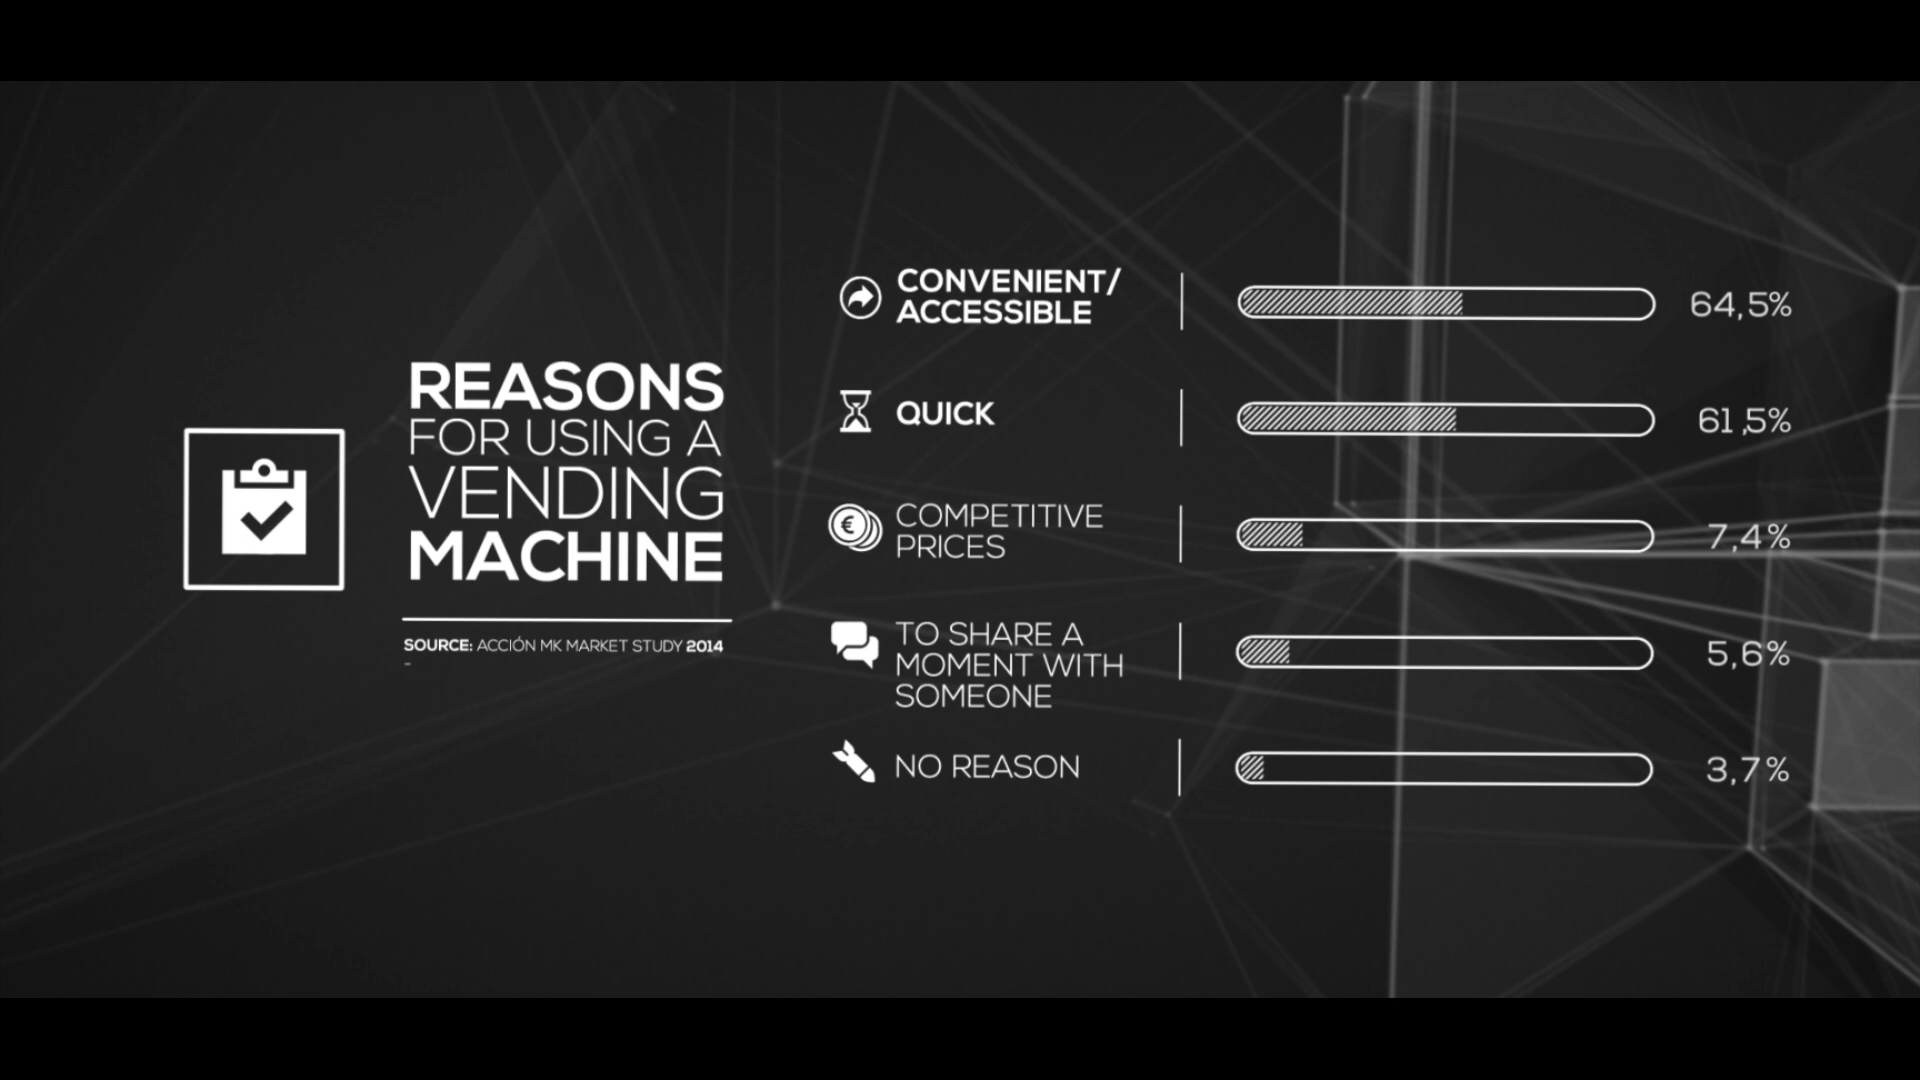 REASONS
FOR USING A
VENDING
MACHINE
SOURCE: ACCIÓN MK MARKET STUDY 2014
CONVENIENT/
ACCESSIBLE
64,5%
QUICK
61,5%
€
COMPETITIVE
PRICES
7,4%
TO SHARE A
MOMENT WITH
SOMEONE
5,6%
NO REASON
3,7%